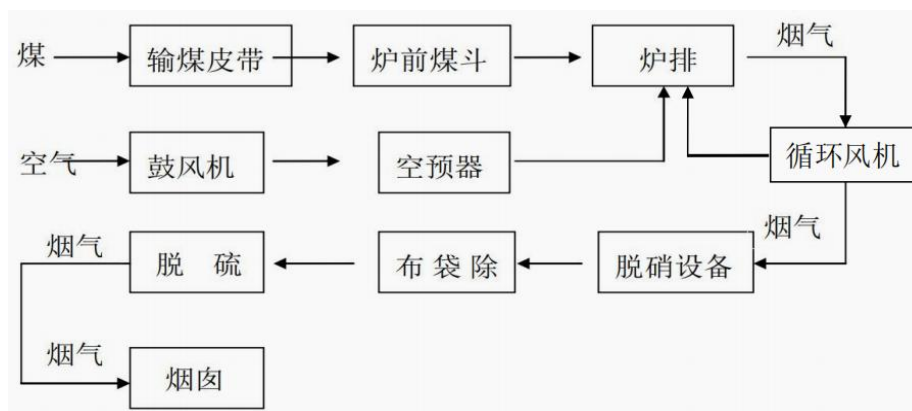 煤
输煤皮带
炉前煤斗
炉排
烟气
空气
鼓风机
空预器
循环风机
烟气
脱 硫
布袋除
脱硝设备
烟气
烟气
烟囱